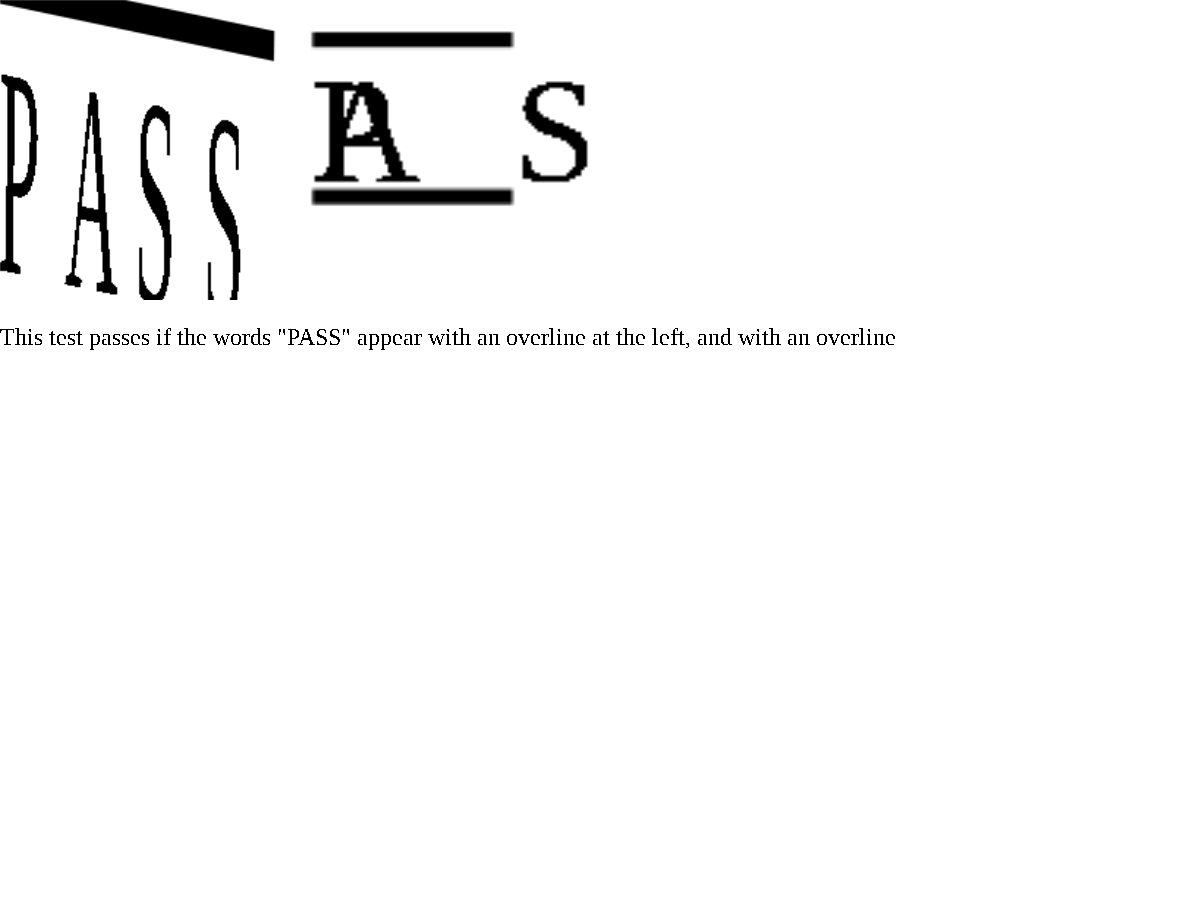 PASS
PA S
This test passes if the words "PASS" appear with an overline at the left, and with an overline